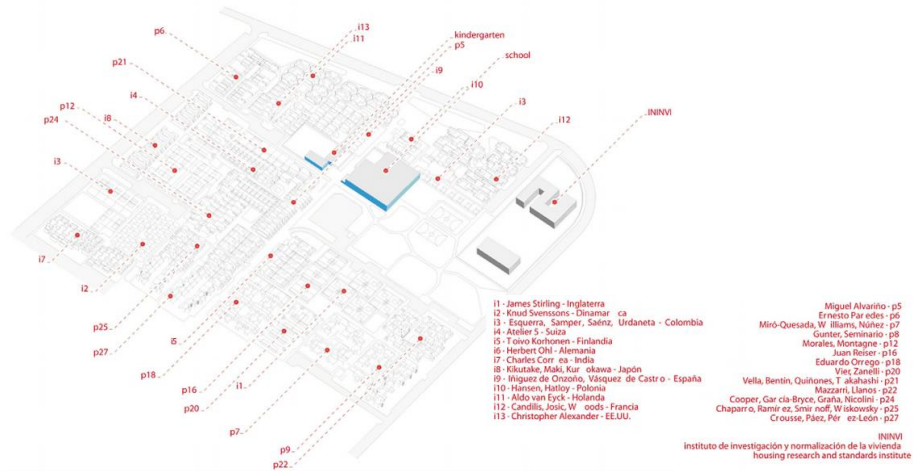 i13
i11
p6
kindergarten
p5
i9
school
p21
i10
i4
i3
p12
i8
i12
p24
ININVI
i3
i7
i2
p25
p27
i5
p18
p16
i1
p20
p7
p9
p22
i1 - James Stirling - Inglaterra
i2 - Knud Svenssons - Dinamar ca
i3 - Esquerra, Samper, Saénz, Urdaneta - Colombia
i4 - Atelier 5 - Suiza
i5 - T oivo Korhonen - Finlandia
i6 - Herbert Ohl - Alemania
i7 - Charles Corr ea - India
i8 - Kikutake, Maki, Kur okawa - Japón
i9 - Iñiguez de Onzoño, Vásquez de Castr o - España
i10 - Hansen, Hatloy - Polonia
i11 - Aldo van Eyck - Holanda
i12 - Candilis, Josic, W oods - Francia
i13 - Christopher Alexander - EE.UU.
Miguel Alvariño - p5
Ernesto Par edes - p6
Miró-Quesada, W illiams, Núñez - p7
Gunter, Seminario - p8
Morales, Montagne - p12
Juan Reiser - p16
Eduardo Orrego - p18
Vier, Zanelli - p20
Vella, Bentín, Quiñones, T akahashi - p21
Mazzarri, Llanos - p22
Cooper, Gar cía-Bryce, Graña, Nicolini - p24
Chaparr o, Ramír ez, Smir noff, W iskowsky - p25
Crousse, Páez, Pér ez-León - p27
ININVI
instituto de investigación y normalización de la vivienda
housing research and standards institute